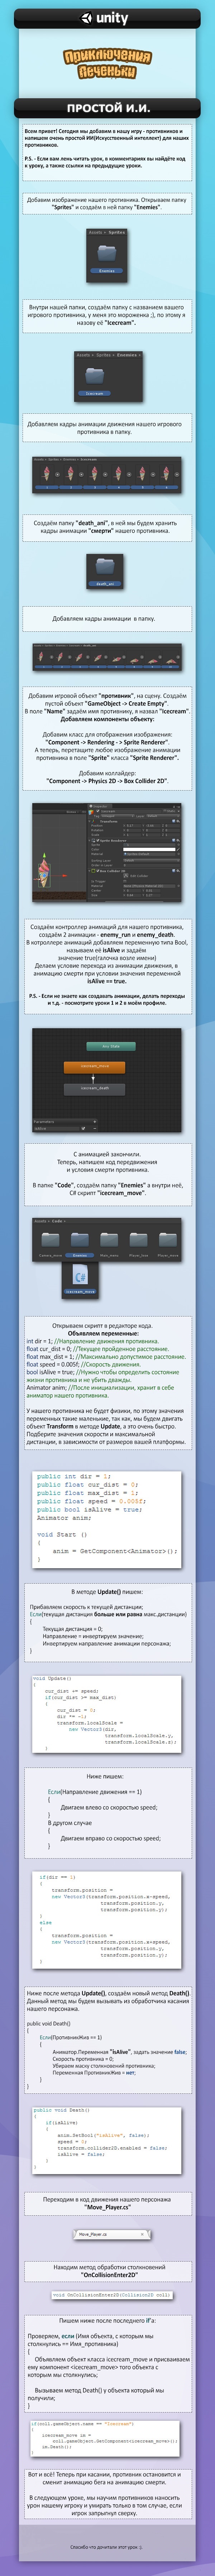 unity
Приключения
Печеньки
ПРОСТОЙ И.И.
Всем привет! Сегодня мы добавим в нашу игру - противников и
напишем очень простой ИИ(Искусственный интеллект) для наших
противников.
P.S. - Если вам лень читать урок, в комментариях вы найдёте код
к уроку, а также ссылки на предыдущие уроки.
Добавим изображение нашего противника. Открываем папку
"Sprites" и создаём в ней папку "Enemies".
Assets » Sprites
Enemies
Внутри нашей папки, создаём папку с названием вашего
игрового противника, у меня это мороженка ;), по этому я
назову её "Icecream".
Assets » Sprites » Enemies »
Icecream
Добавляем кадры анимации движения нашего игрового
противника в папку.
Создаём папку "death_ani", в ней мы будем хранить
кадры анимации "смерти" нашего противника.
death_ani
Добавляем кадры анимации в папку.
Добавим игровой объект "противник", на сцену. Создаём
пустой объект "GameObject -> Create Empty".
В поле "Name" зададём имя противнику, я назвал "Icecream".
Добавляем компоненты объекту:
Добавим класс для отображения изображения:
"Component -> Rendering - > Sprite Renderer".
А теперь, перетащим первое изображение анимации
противника в поле "Sprite" класса "Sprite Renderer".
Добавим коллайдер:
"Component -> Physics 2D -> Box Collider 2D".
Создаём контроллер анимаций для нашего противника,
создаём 2 анимации - enemy_run и enemy_death.
В котроллере анимаций добавляем переменную типа Bool,
называем её isAlive и задаём
значение true(галочка возле имени)
Делаем условие перехода из анимации движения, в
анимацию смерти при условии значения переменной
isAlive == true.
P.S. - Если не знаете как создавать анимации, делать переходы
и т.д. - посмотрите уроки 1 и 2 в моём профиле.
Any State
icecream_move
icecream_death
Parameters
isAlive
С анимацией закончили.
Теперь, напишем код передвижения
и условия смерти противника.
В папке "Code", создаём папку "Enemies" а внутри неё,
C# скрипт "icecream_move".
Assets » Code »
Enemies
icecream_move
Открываем скрипт в редакторе кода.
Объявляем переменные:
int dir = 1; //Направление движения противника.
float cur_dist = 0; //Текущее пройденное расстояние.
float max_dist = 1; //Максимально допустимое расстояние.
float speed = 0.005f; //Скорость движения.
bool isAlive = true; //Нужно чтобы определить состояние
жизни противника и не убить дважды.
Animator anim; //После инициализации, хранит в себе
аниматор нашего противника.
У нашего противника не будет физики, по этому значения
переменных такие маленькие, так как, мы будем двигать
объект Transform в методе Update, а это очень быстро.
Подберите значения скорости и максимальной
дистанции, в зависимости от размеров вашей платформы.
public int dir = 1;
public float cur_dist = 0;
public float max_dist = 1;
public float speed = 0.005f;
public bool isAlive = true;
Animator anim;
void Start ()
{
anim = GetComponent<Animator>();
}
В методе Update() пишем:
Прибавляем скорость к текущей дистанции;
Если(текущая дистанция больше или равна макс.дистанции)
{
Текущая дистанция = 0;
Направление = инвертируем значение;
Инвертируем направление анимации персонажа;
}
void Update()
{
cur_dist += speed;
if(cur_dist >= max_dist)
{
cur_dist = 0;
dir *= -1;
transform.localScale =
new Vector3(dir,
transform.localScale.y,
transform.localScale.z);
}
Ниже пишем:
Если(Направление движения == 1)
{
Двигаем влево со скоростью speed;
}
В другом случае
{
Двигаем вправо со скоростью speed;
}
if(dir == 1)
{
transform.position =
new Vector3(transform.position.x-speed,
transform.position.y,
transform.position.z);
}
else
{
transform.position =
new Vector3(transform.position.x+speed,
transform.position.y,
transform.position.z);
}
Ниже после метода Update(), создаём новый метод Death().
Данный метод мы будем вызывать из обработчика касания
нашего персонажа.
public void Death()
{
Если(ПротивникЖив == 1)
{
Аниматор.Переменная "isAlive", задать значение false;
Скорость противника = 0;
Убираем маску столкновений противника;
Переменная ПротивникЖив = нет;
}
}
public void Death()
{
if(isAlive)
{
anim.SetBool("isAlive", false);
speed = 0;
transform.collider2D.enabled = false;
isAlive = false;
}
}
Переходим в код движения нашего персонажа
"Move_Player.cs"
Move_Player.cs
Находим метод обработки столкновений
"OnCollisionEnter2D"
void OnCollisionEnter2D(Collision2D coll)
Пишем ниже после последнего if'а:
Проверяем, если (Имя объекта, с которым мы
столкнулись == Имя_противника)
{
Объявляем объект класса icecream_move и присваиваем
ему компонент <icecream_move> того объекта с
которым мы столкнулись;
Вызываем метод Death() у объекта который мы
получили;
}
if(coll.gameObject.name == "Icecream")
{
icecream_move im =
coll.gameObject.GetComponent<icecream_move>();
im.Death();
}
Вот и всё! Теперь при касании, противник остановится и
сменит анимацию бега на анимацию смерти.
В следующем уроке, мы научим противников наносить
урон нашему игроку и умирать только в том случае, если
игрок запрыгнул сверху.
Спасибо что дочитали этот урок :).